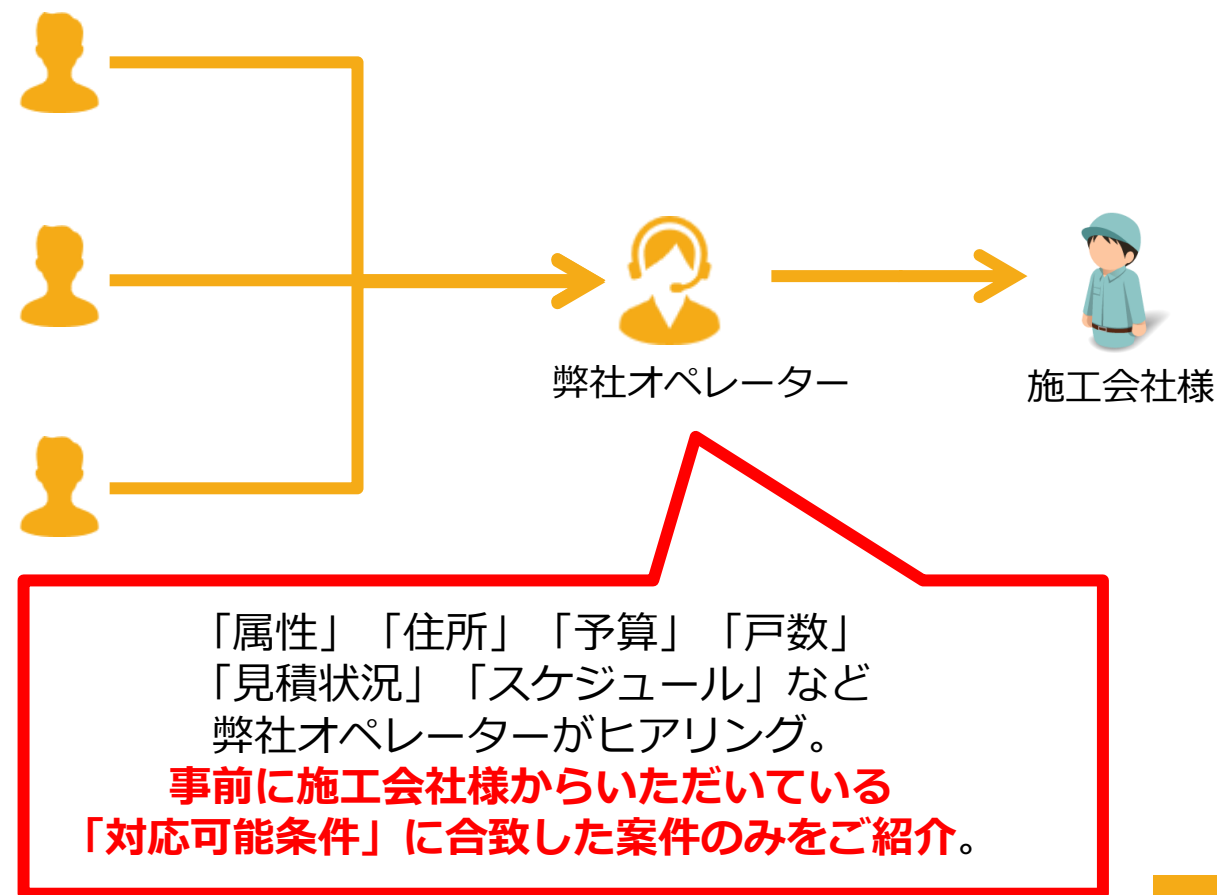 弊社オペレーター
施工会社様
「属性」「住所」「予算」「戸数」
「見積状況」「スケジュール」など
弊社オペレーターがヒアリング。
事前に施工会社様からいただいている
「対応可能条件」に合致した案件のみをご紹介。